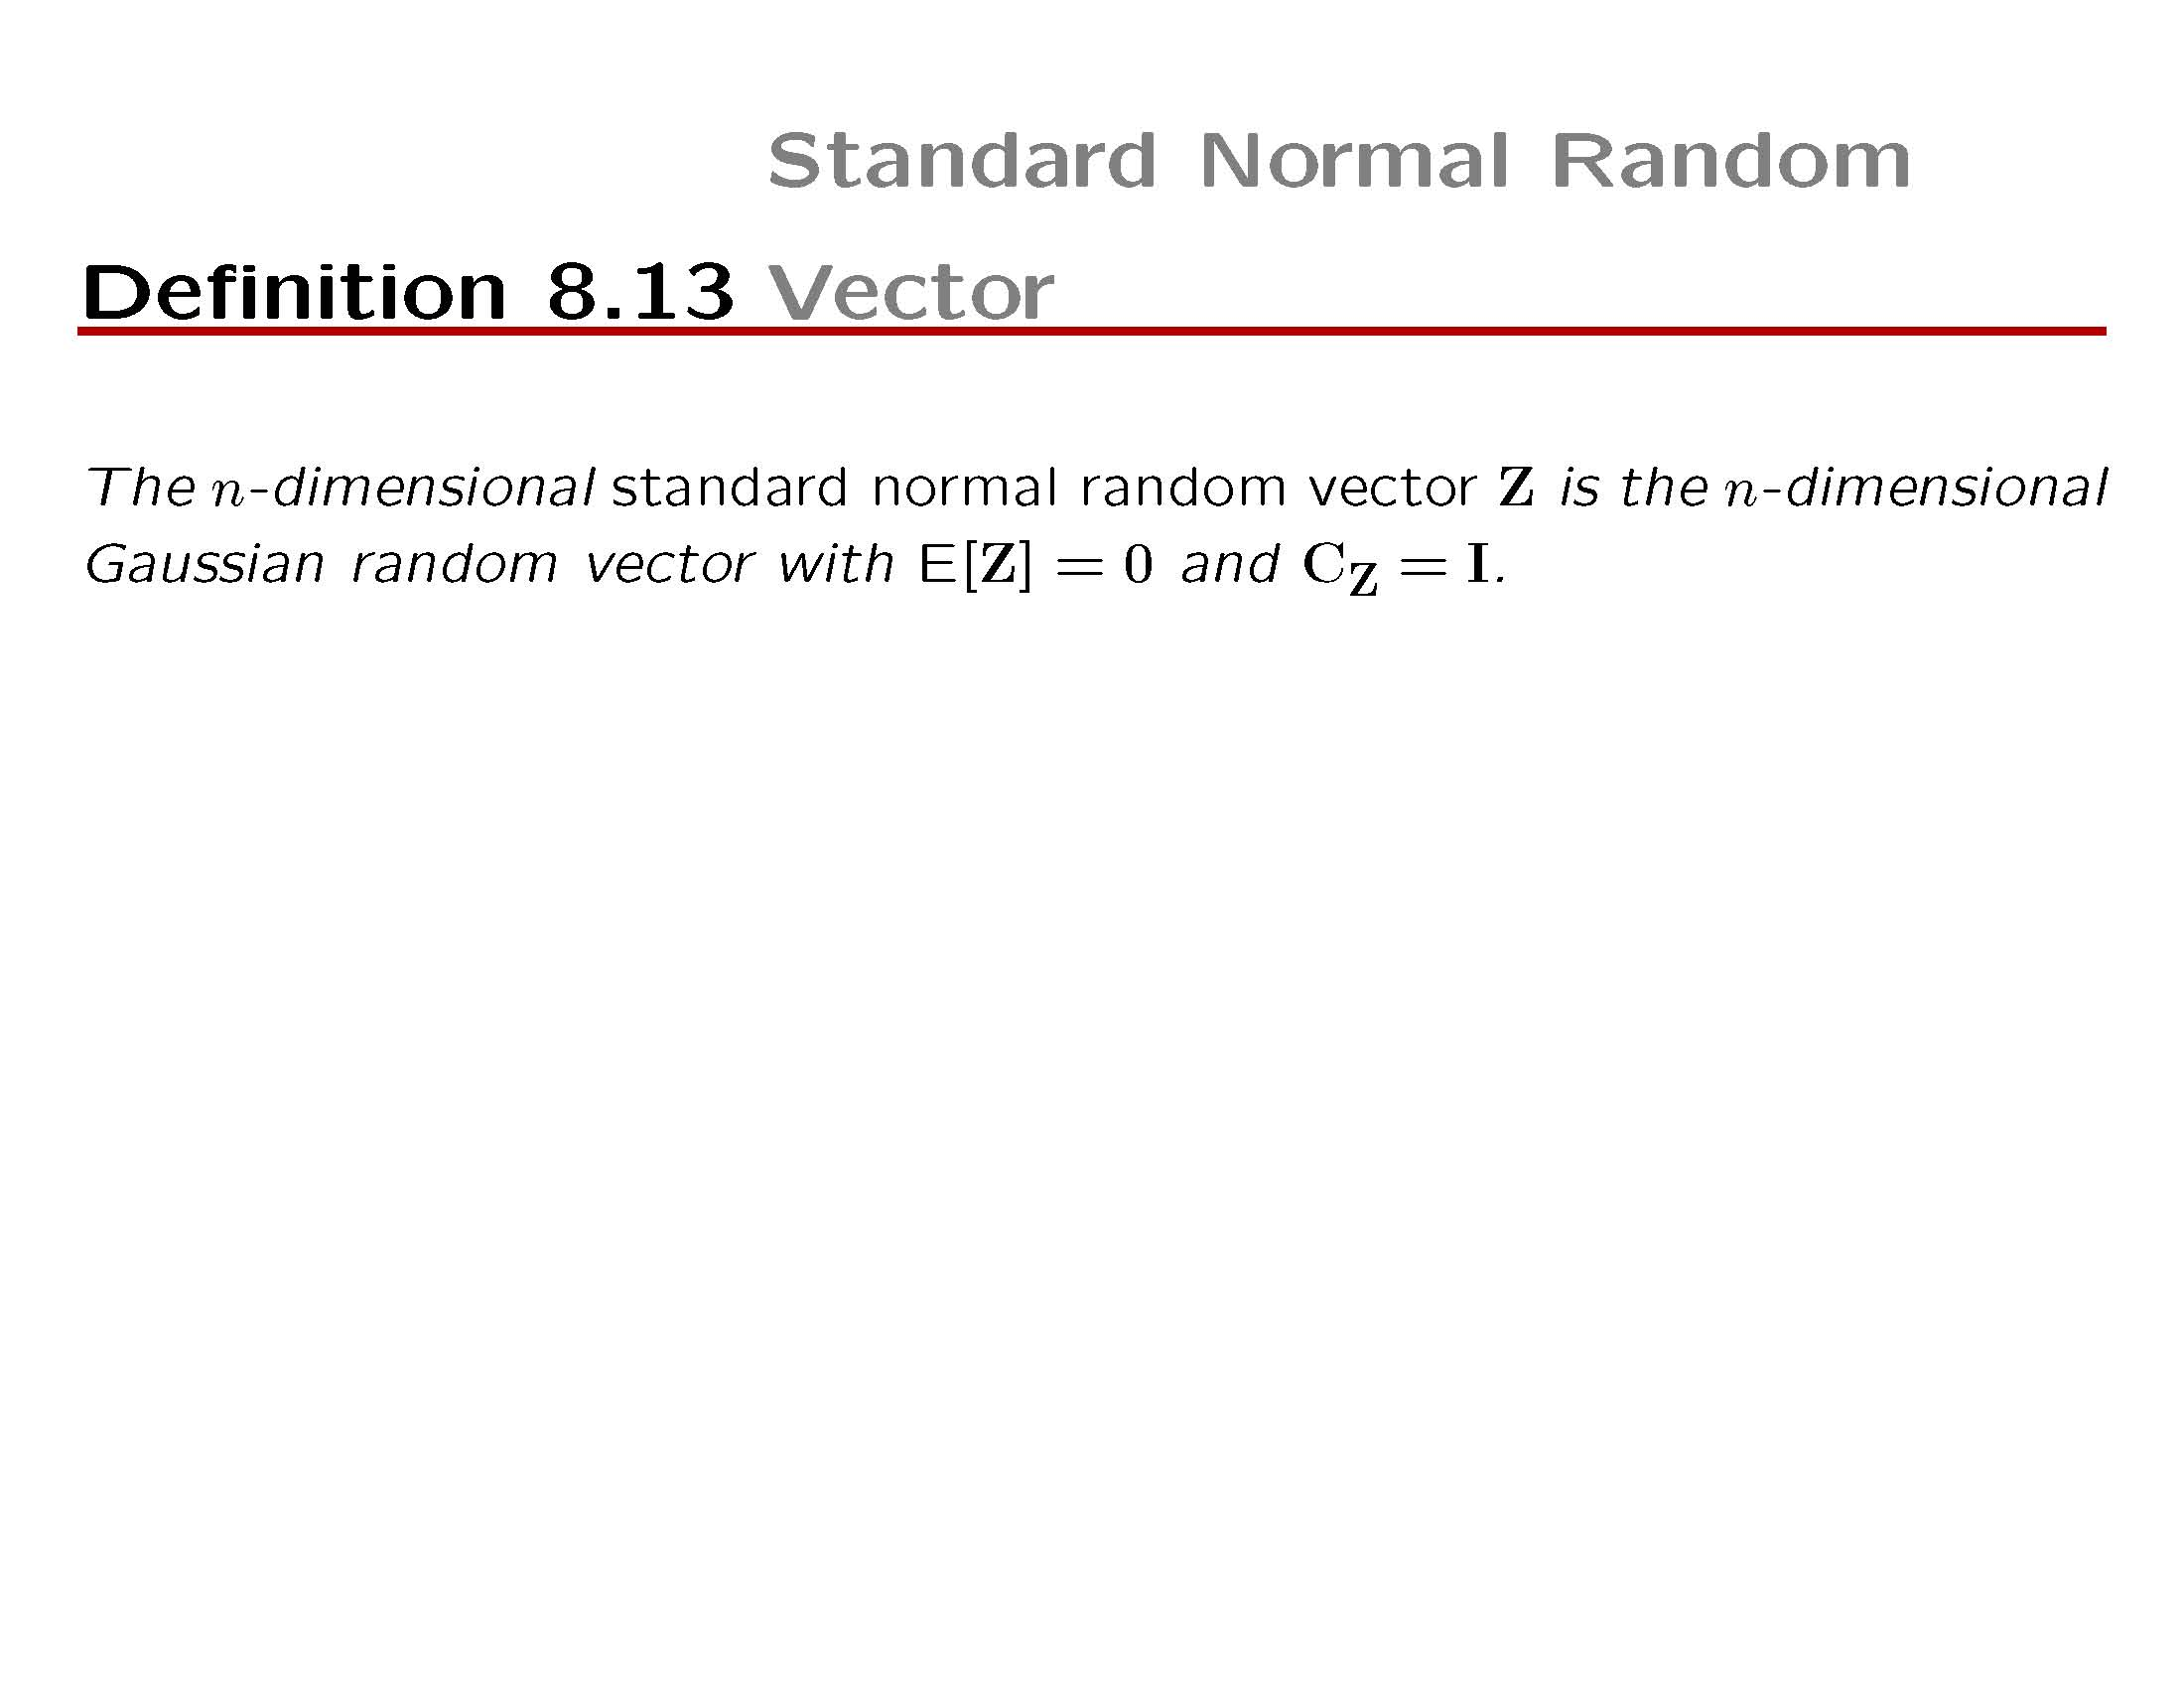 Standard Normal Random
Definition 8.13 Vector
The n-dimensional standard normal random vector Z is the n-dimensional
Gaussian random vector with E[Z] = 0 and C_Z = I.